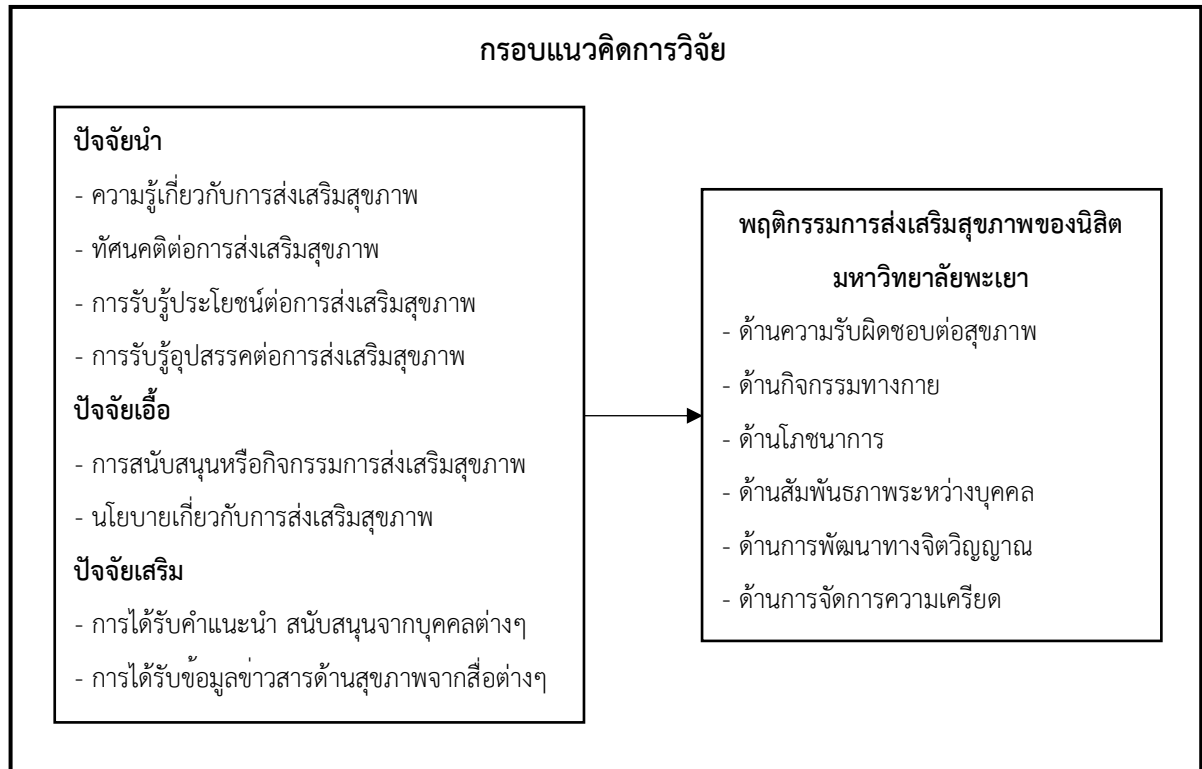 กรอบแนวคิดการวิจัย
ปัจจัยนำ
- ความรู้เกี่ยวกับการส่งเสริมสุขภาพ
- ทัศนคติต่อการส่งเสริมสุขภาพ
- การรับรู้ประโยชน์ต่อการส่งเสริมสุขภาพ
- การรับรู้อุปสรรคต่อการส่งเสริมสุขภาพ
ปัจจัยเอื้อ
- การสนับสนุนหรือกิจกรรมการส่งเสริมสุขภาพ
- นโยบายเกี่ยวกับการส่งเสริมสุขภาพ
ปัจจัยเสริม
- การได้รับคำแนะนำ สนับสนุนจากบุคคลต่างๆ
- การได้รับข้อมูลข่าวสารด้านสุขภาพจากสื่อต่างๆ
พฤติกรรมการส่งเสริมสุขภาพของนิสิต
มหาวิทยาลัยพะเยา
- ด้านความรับผิดชอบต่อสุขภาพ
- ด้านกิจกรรมทางกาย
- ด้านโภชนาการ
- ด้านสัมพันธภาพระหว่างบุคคล
- ด้านการพัฒนาทางจิตวิญญาณ
- ด้านการจัดการความเครียด